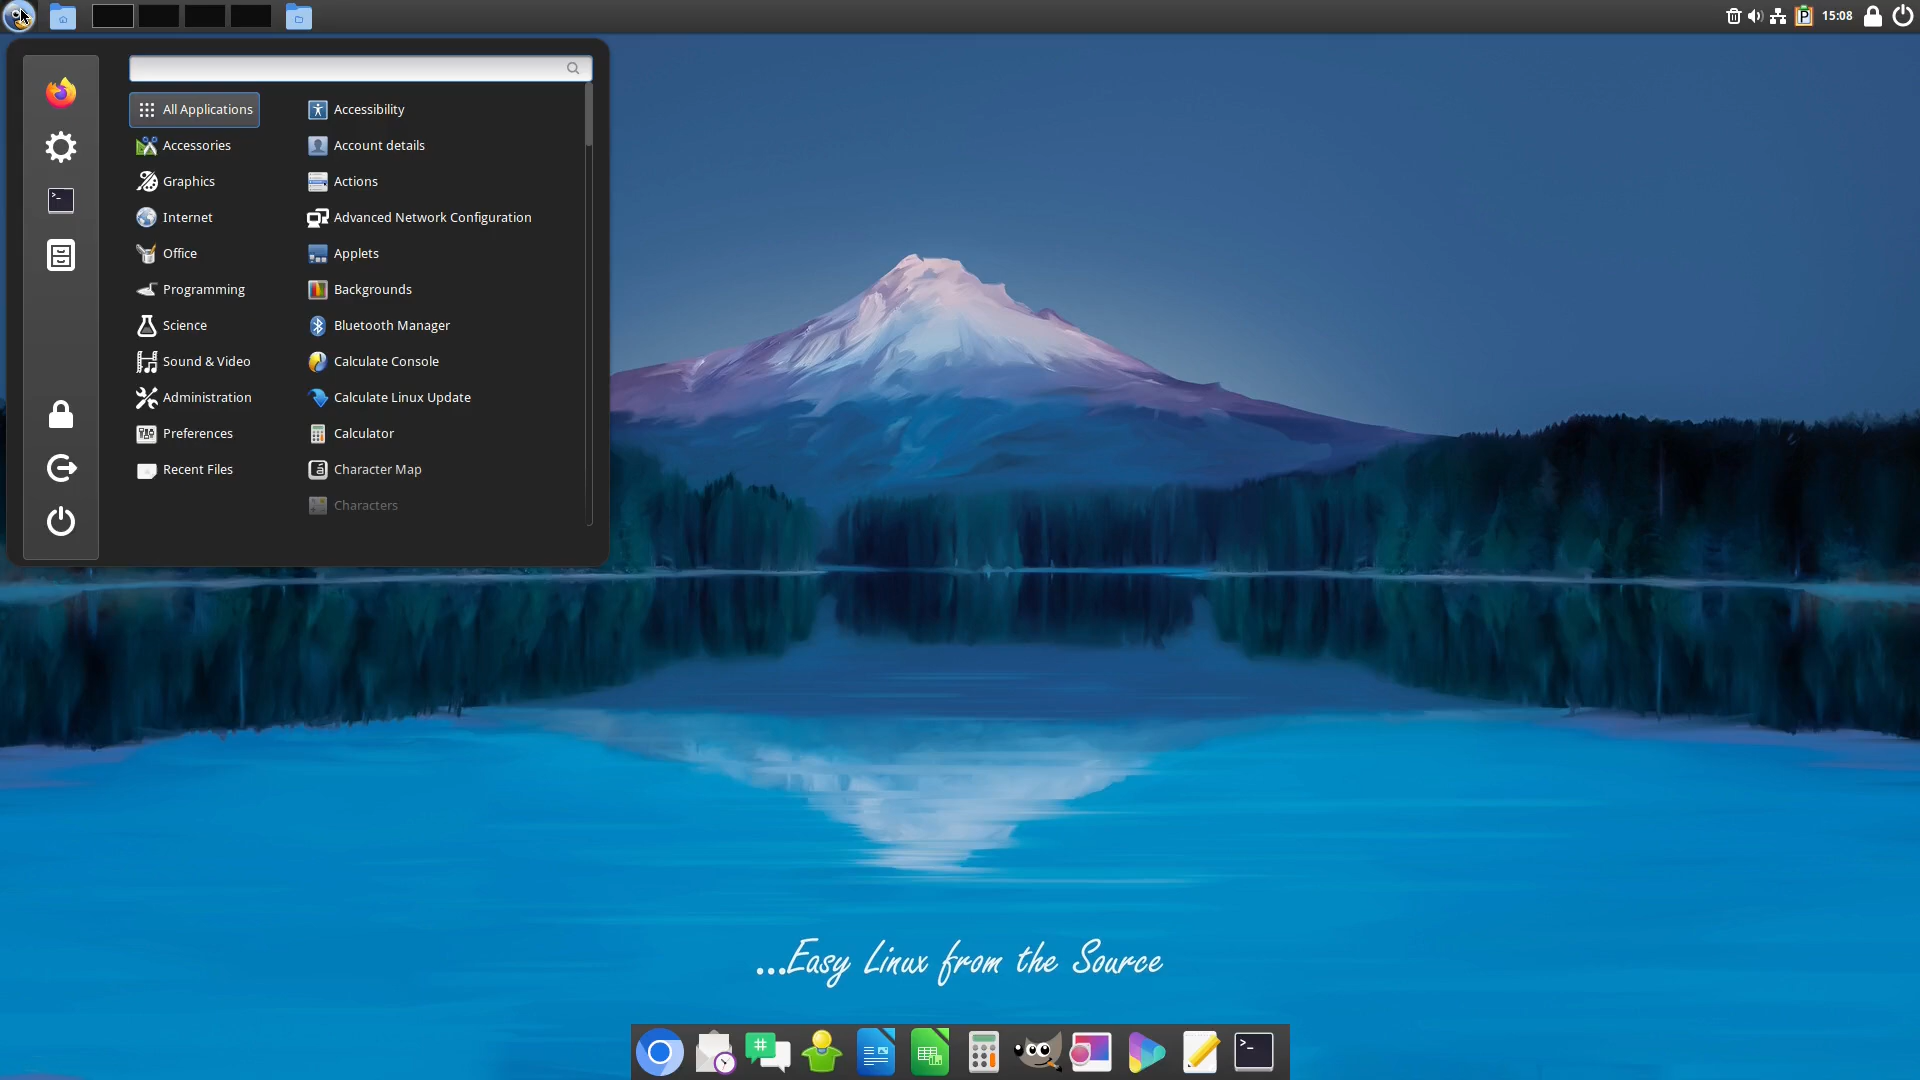 15:08
All Applications
Accessories
Graphics
Internet
Office
Programming
Science
Sound & Video
Administration
Preferences
Recent Files
Accessibility
Account details
Actions
Advanced Network Configuration
Applets
Backgrounds
Bluetooth Manager
Calculate Console
Calculate Linux Update
Calculator
Character Map
Characters
...Easy Linux from the Source